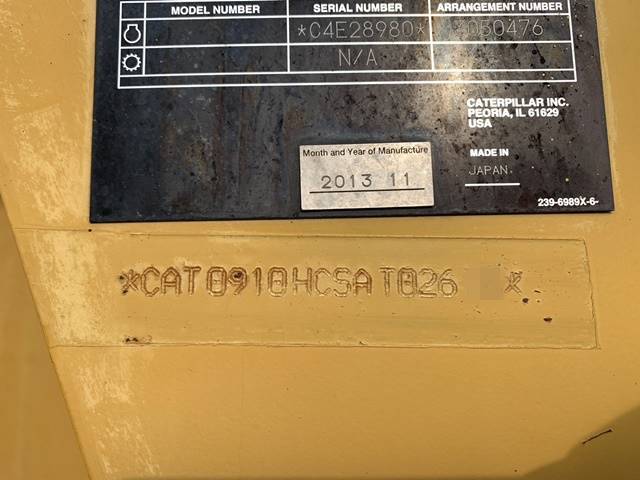 MODEL NUMBER SERIAL NUMBER ARRANGEMENT NUMBER
*C4E28980* 050476
N/A
CATERPILLAR INC.
PEORIA, IL 61629
USA
Month and Year of Manufacture
2013 11
MADE IN
JAPAN
239-6989X-6-
*CAT0910HCSAT026 *